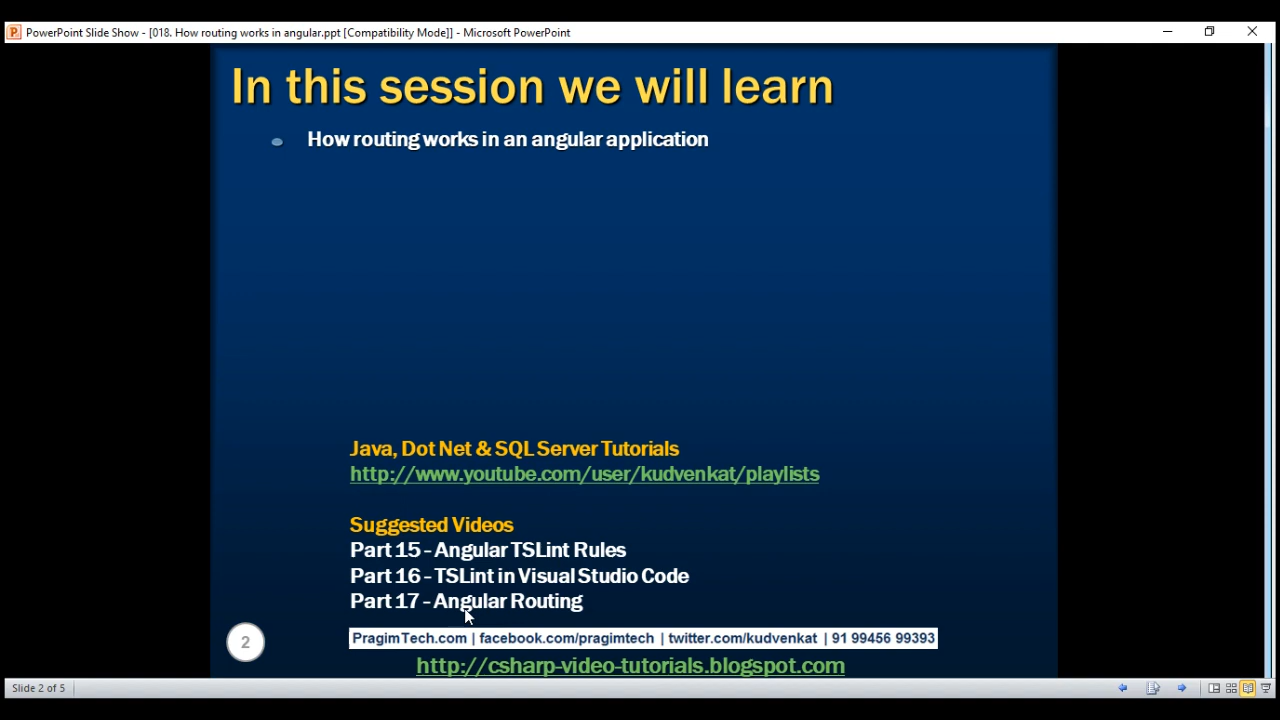 PowerPoint Slide Show - [018. How routing works in angular.ppt [Compatibility Mode]] - Microsoft PowerPoint
In this session we will learn
How routing works in an angular application
Java, Dot Net & SQL Server Tutorials
http://www.youtube.com/user/kudvenkat/playlists
Suggested Videos
Part 15 - Angular TSLint Rules
Part 16 - TSLint in Visual Studio Code
Part 17 - Angular Routing
2
PragimTech.com | facebook.com/pragimtech | twitter.com/kudvenkat | 91 99456 99393
http://csharp-video-tutorials.blogspot.com
Slide 2 of 5